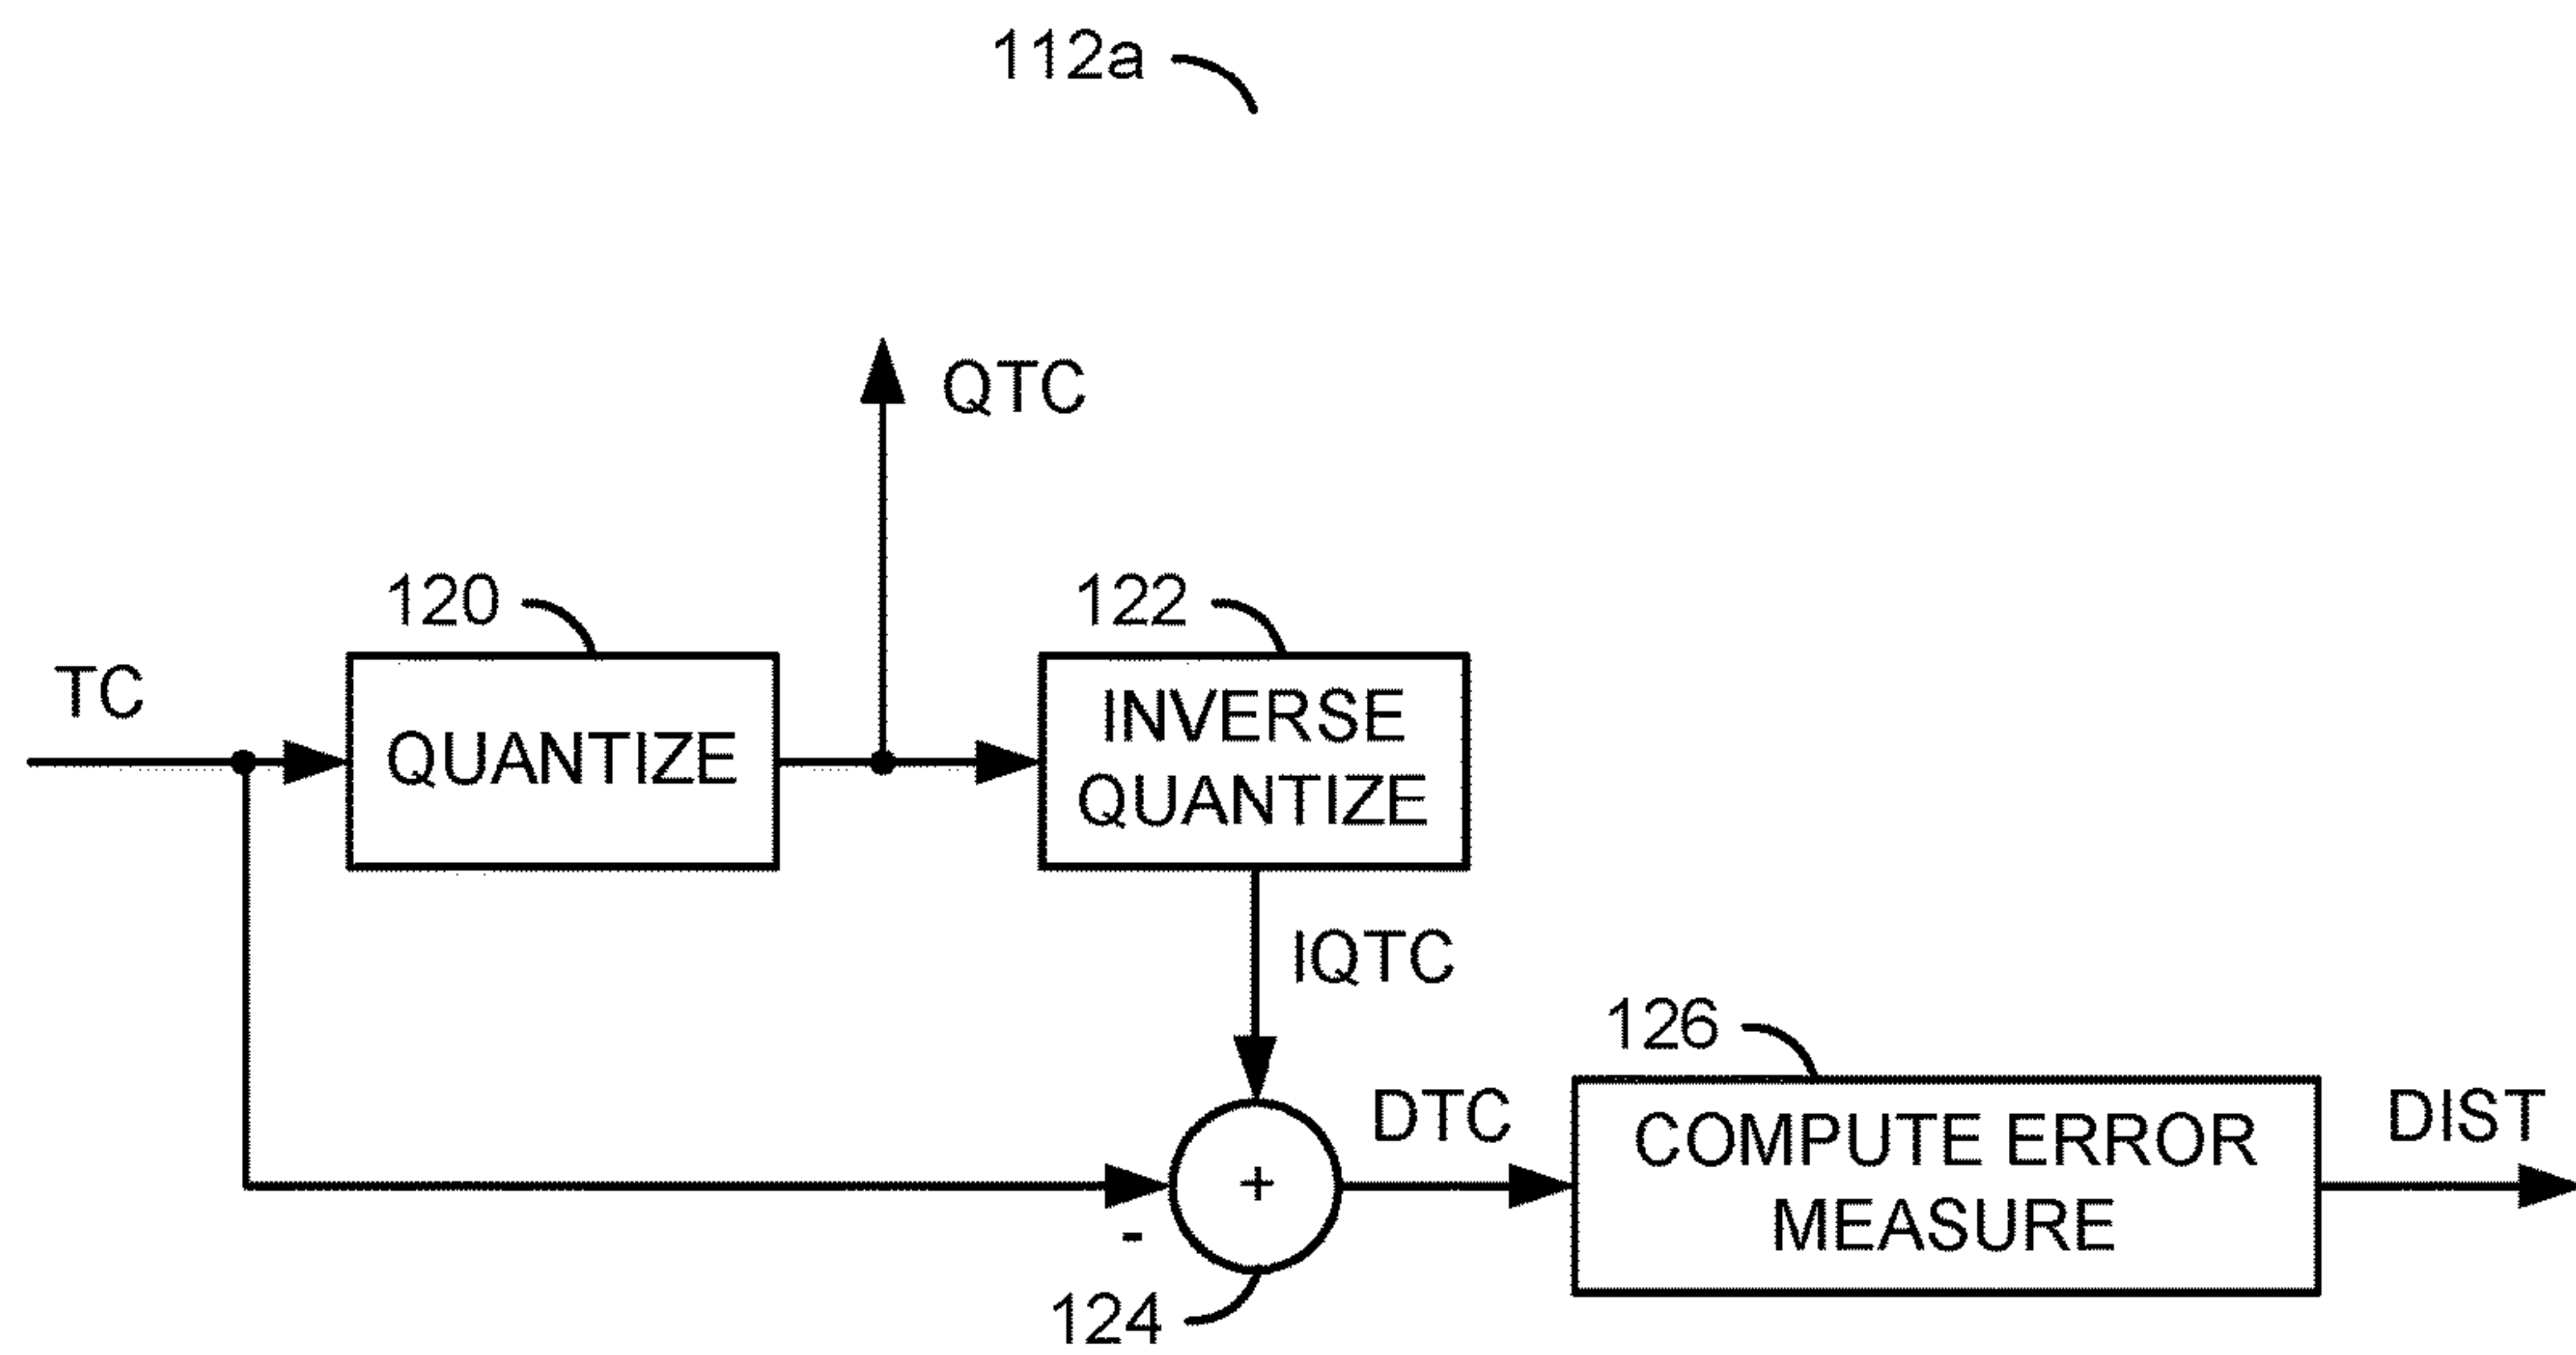 112a
QTC
120
122
TC
QUANTIZE
INVERSE
QUANTIZE
IQTC
126
DTC
COMPUTE ERROR
MEASURE
DIST
+
-
124